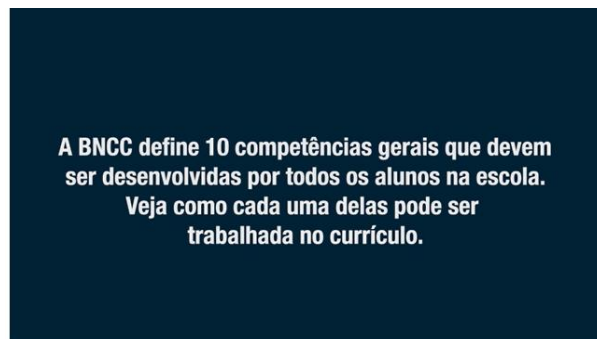 A BNCC define 10 competências gerais que devem
ser desenvolvidas por todos os alunos na escola.
Veja como cada uma delas pode ser
trabalhada no currículo.